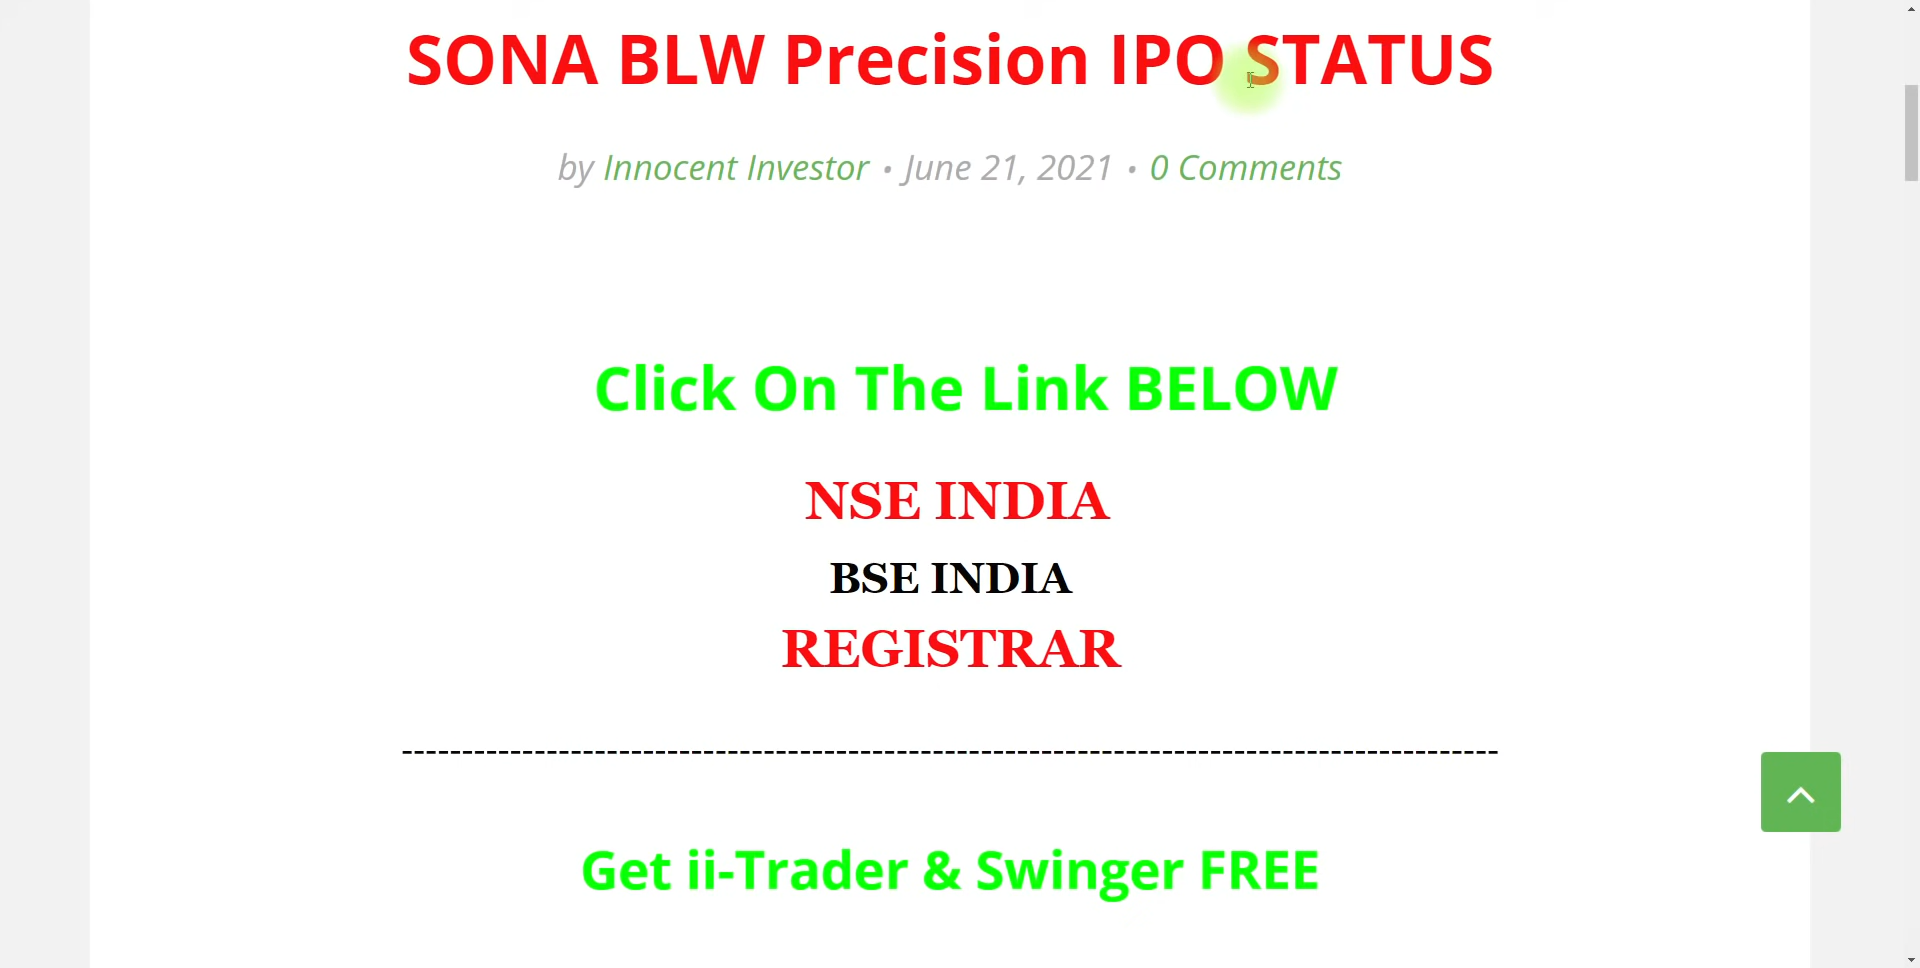 SONA BLW Precision IPO STATUS
by Innocent Investor • June 21, 2021 • 0 Comments
Click On The Link BELOW
NSE INDIA
BSE INDIA
REGISTRAR
--------------------------------------------------------------------------------------------
Get ii-Trader & Swinger FREE